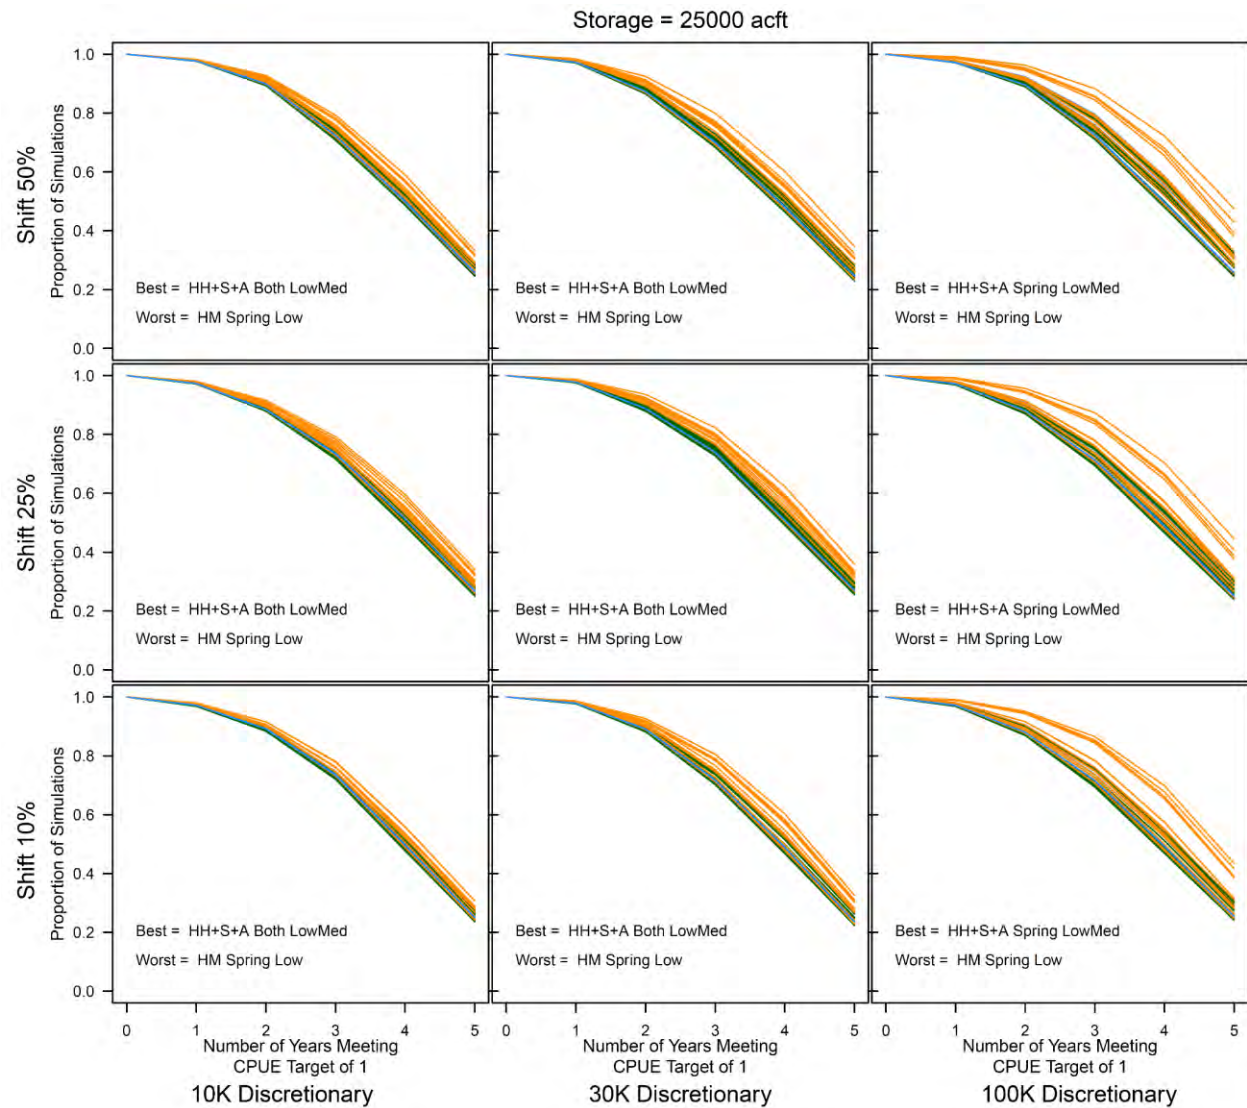 Storage = 25000 acft
Shift 50%
Proportion of Simulations
1.0
0.8
0.6
0.4
0.2
0.0
Best = HH+S+A Both LowMed
Worst = HM Spring Low
Best = HH+S+A Both LowMed
Worst = HM Spring Low
Best = HH+S+A Spring LowMed
Worst = HM Spring Low
Shift 25%
Proportion of Simulations
1.0
0.8
0.6
0.4
0.2
0.0
Best = HH+S+A Both LowMed
Worst = HM Spring Low
Best = HH+S+A Both LowMed
Worst = HM Spring Low
Best = HH+S+A Spring LowMed
Worst = HM Spring Low
Shift 10%
Proportion of Simulations
1.0
0.8
0.6
0.4
0.2
0.0
Best = HH+S+A Both LowMed
Worst = HM Spring Low
Best = HH+S+A Both LowMed
Worst = HM Spring Low
Best = HH+S+A Spring LowMed
Worst = HM Spring Low
0 1 2 3 4 5
Number of Years Meeting
CPUE Target of 1
10K Discretionary
0 1 2 3 4 5
Number of Years Meeting
CPUE Target of 1
30K Discretionary
0 1 2 3 4 5
Number of Years Meeting
CPUE Target of 1
100K Discretionary